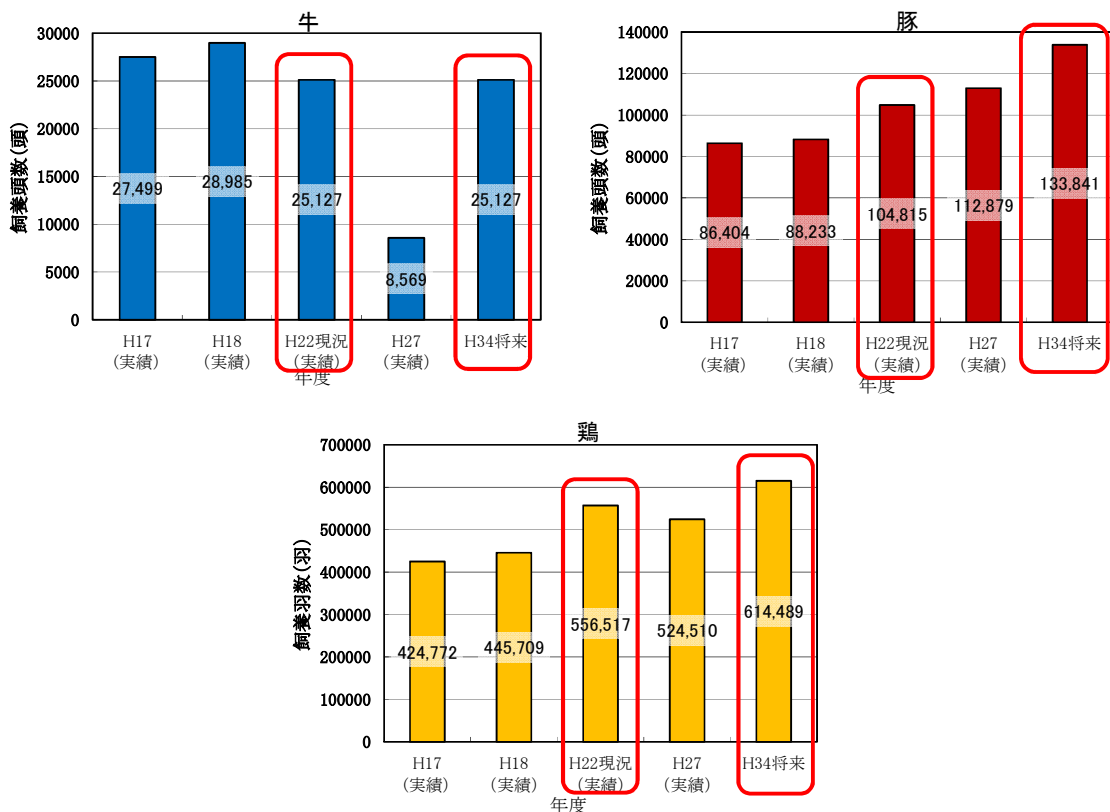 牛
飼養頭数(頭)
30000
25000
20000
15000
10000
5000
0
27,499
28,985
25,127
8,569
25,127
H17
(実績)
H18
(実績)
H22現況
(実績)
H27
(実績)
H34将来
年度
豚
飼養頭数(頭)
140000
120000
100000
80000
60000
40000
20000
0
86,404
88,233
104,815
112,879
133,841
H17
(実績)
H18
(実績)
H22現況
(実績)
H27
(実績)
H34将来
年度
鶏
飼養羽数(羽)
700000
600000
500000
400000
300000
200000
100000
0
424,772
445,709
556,517
524,510
614,489
H17
(実績)
H18
(実績)
H22現況
(実績)
H27
(実績)
H34将来
年度